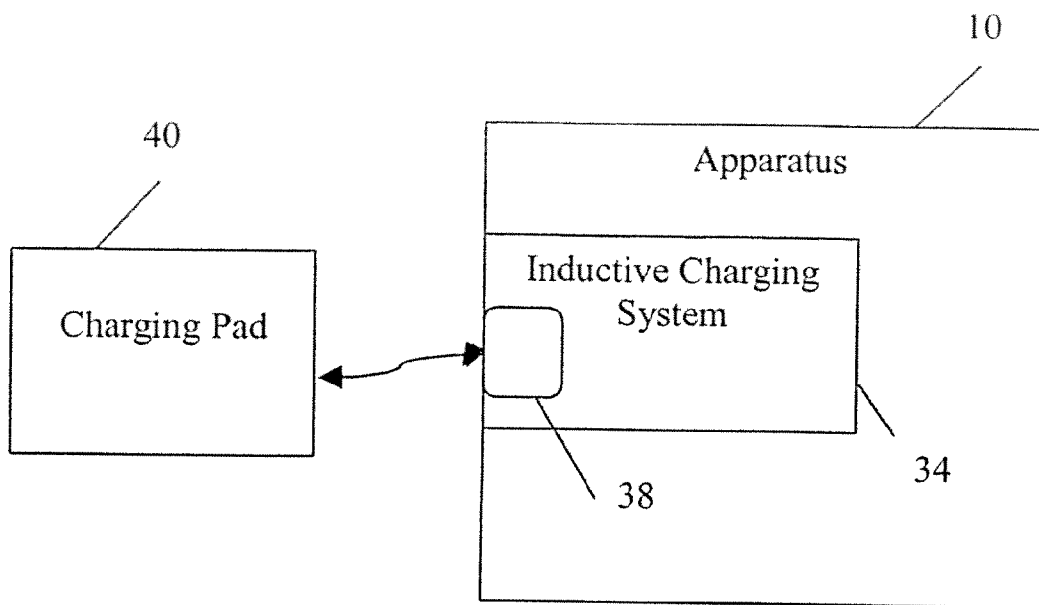 10
40
Apparatus
Inductive Charging
System
Charging Pad
34
38